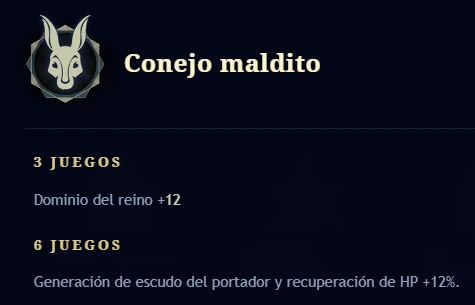 Conejo maldito
3 JUEGOS
Dominio del reino +12
6 JUEGOS
Generación de escudo del portador y recuperación de HP +12%.